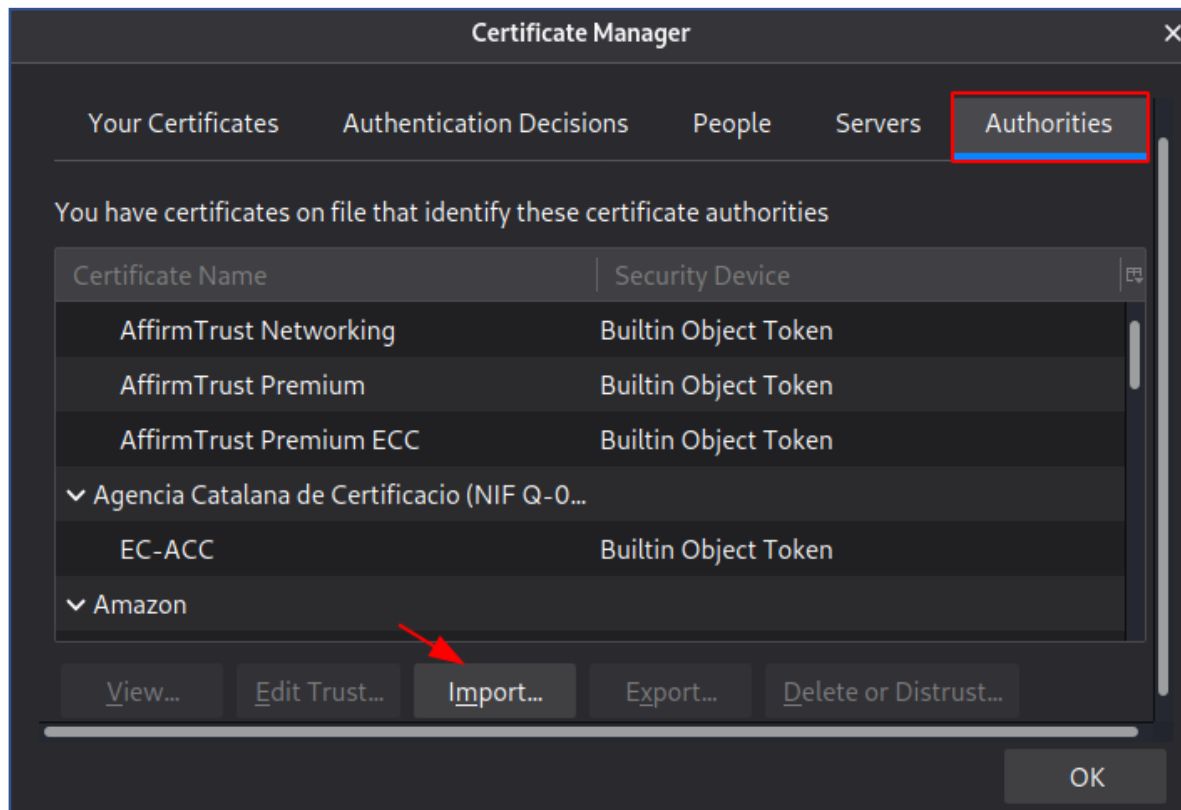 Certificate Manager
Your Certificates Authentication Decisions People Servers Authorities
You have certificates on file that identify these certificate authorities
Certificate Name Security Device
AffirmTrust Networking Builtin Object Token
AffirmTrust Premium Builtin Object Token
AffirmTrust Premium ECC Builtin Object Token
Agencia Catalana de Certificacio (NIF Q-0...
EC-ACC Builtin Object Token
Amazon
View... Edit Trust... Import... Export... Delete or Distrust...
OK